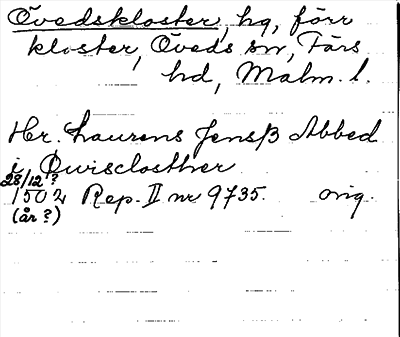 Övedskloster, hg, förr
kloster, Öveds sn, Färs
hd, Malm. l.
Hr. Laurens Jensβ Abbed
i Øwisclosther
28/12 ?
1502 Rep. II nr 9735. orig.
(år ?)